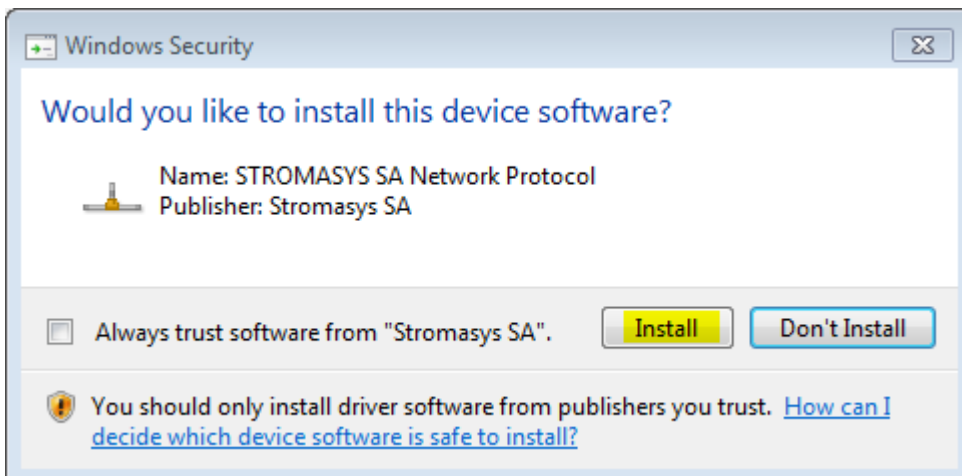 Windows Security
Would you like to install this device software?
Name: STROMASYS SA Network Protocol
Publisher: Stromasys SA
Always trust software from "Stromasys SA".
Install
Don't Install
You should only install driver software from publishers you trust. How can I
decide which device software is safe to install?